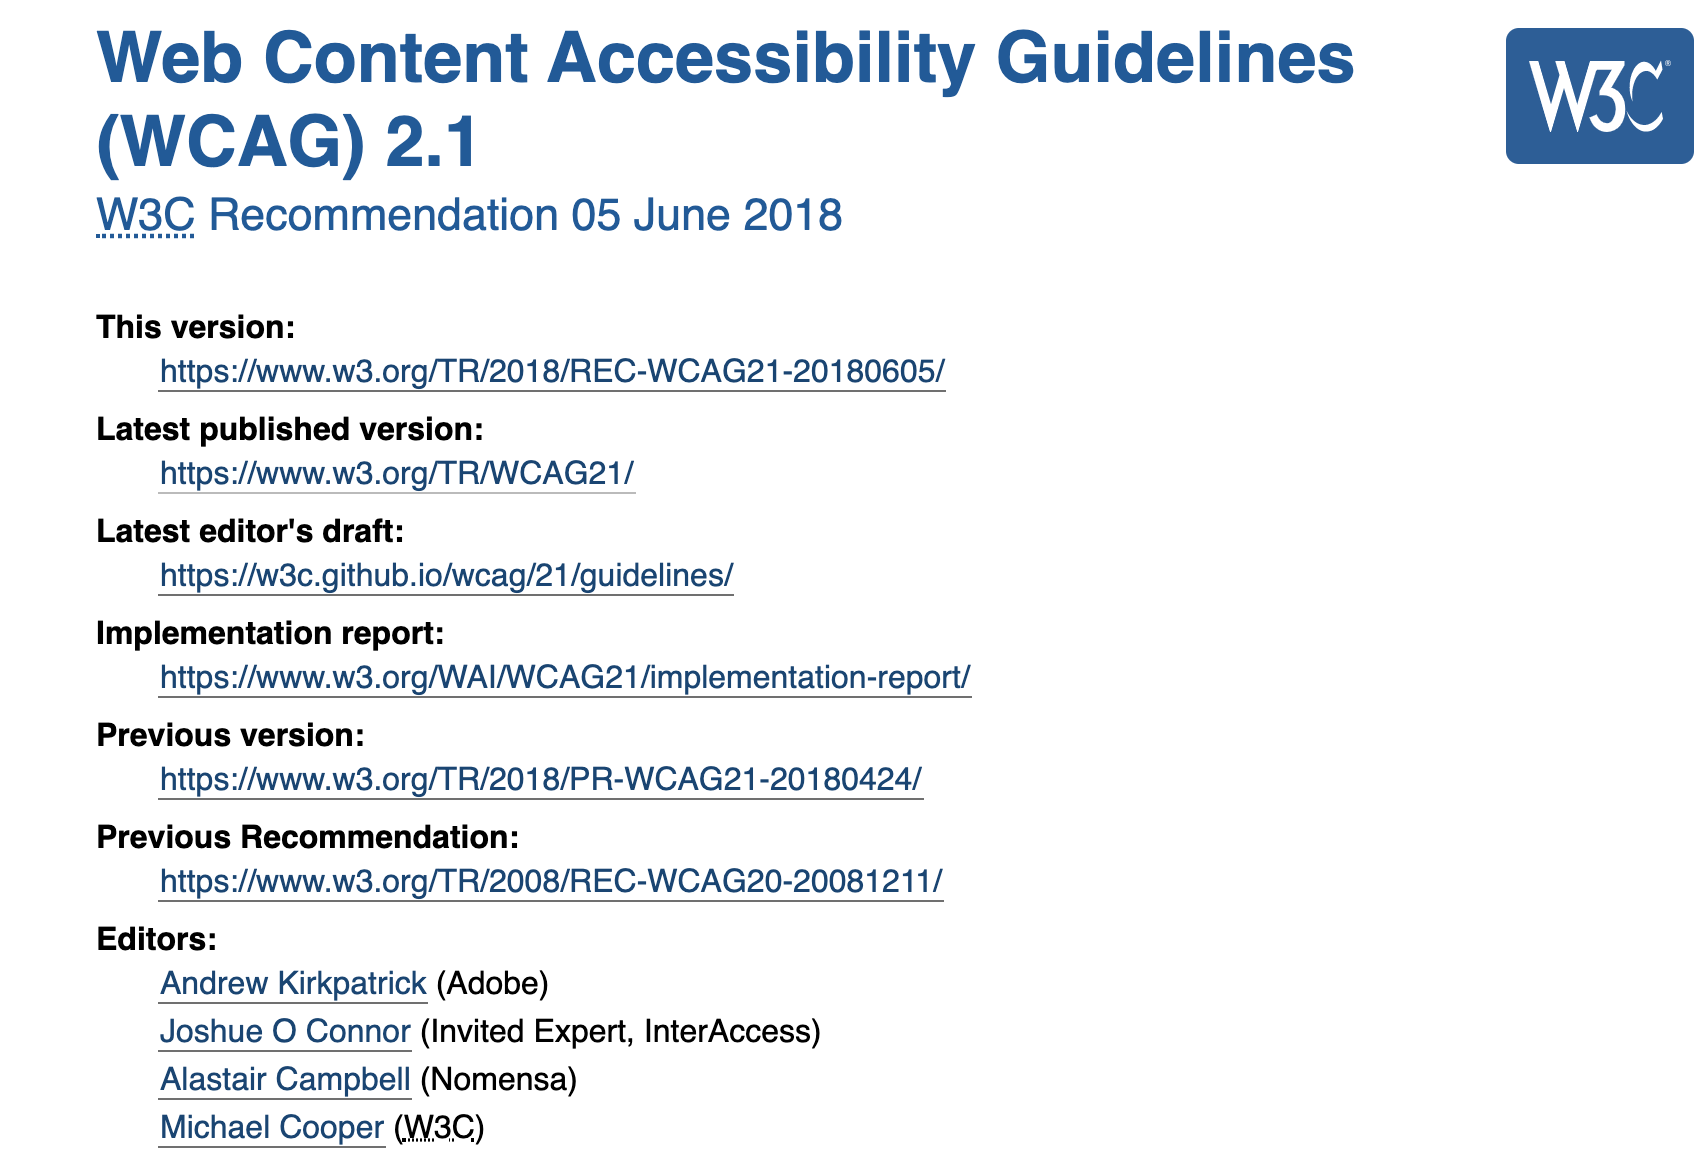 Web Content Accessibility Guidelines
(WCAG) 2.1
W3C®
W3C Recommendation 05 June 2018
This version:
https://www.w3.org/TR/2018/REC-WCAG21-20180605/
Latest published version:
https://www.w3.org/TR/WCAG21/
Latest editor's draft:
https://w3c.github.io/wcag/21/guidelines/
Implementation report:
https://www.w3.org/WAI/WCAG21/implementation-report/
Previous version:
https://www.w3.org/TR/2018/PR-WCAG21-20180424/
Previous Recommendation:
https://www.w3.org/TR/2008/REC-WCAG20-20081211/
Editors:
Andrew Kirkpatrick (Adobe)
Joshue O Connor (Invited Expert, InterAccess)
Alastair Campbell (Nomensa)
Michael Cooper (W3C)